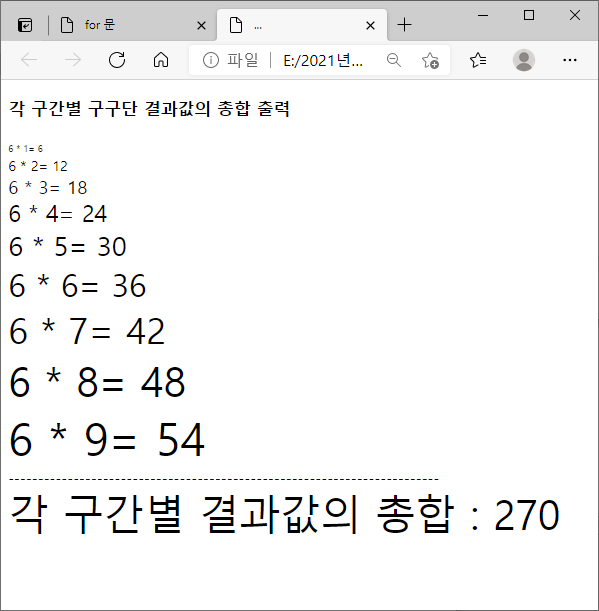 for 문
...
파일
E:/2021년...
각 구간별 구구단 결과값의 총합 출력
6 * 1= 6
6 * 2= 12
6 * 3= 18
6 * 4= 24
6 * 5= 30
6 * 6= 36
6 * 7= 42
6 * 8= 48
6 * 9= 54
--------------------------------------------------------------------------------
각 구간별 결과값의 총합 : 270